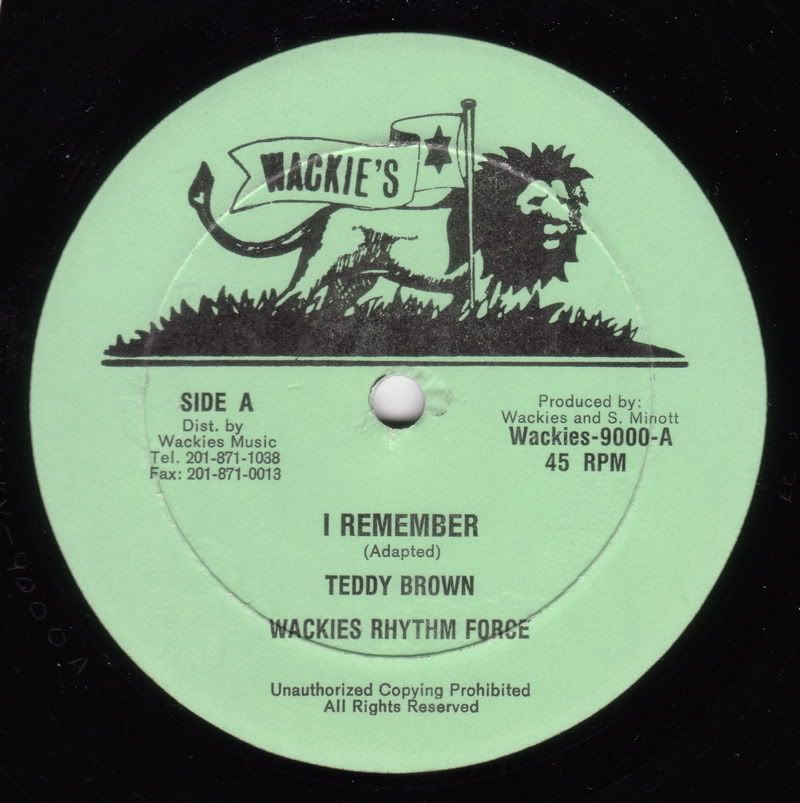 WACKIE'S
SIDE A
Dist. by
Wackies Music
Tel. 201-871-1038
Fax: 201-871-0013
Produced by:
Wackies and S. Minott
Wackies-9000-A
45 RPM
I REMEMBER
(Adapted)
TEDDY BROWN
WACKIES RHYTHM FORCE
Unauthorized Copying Prohibited
All Rights Reserved